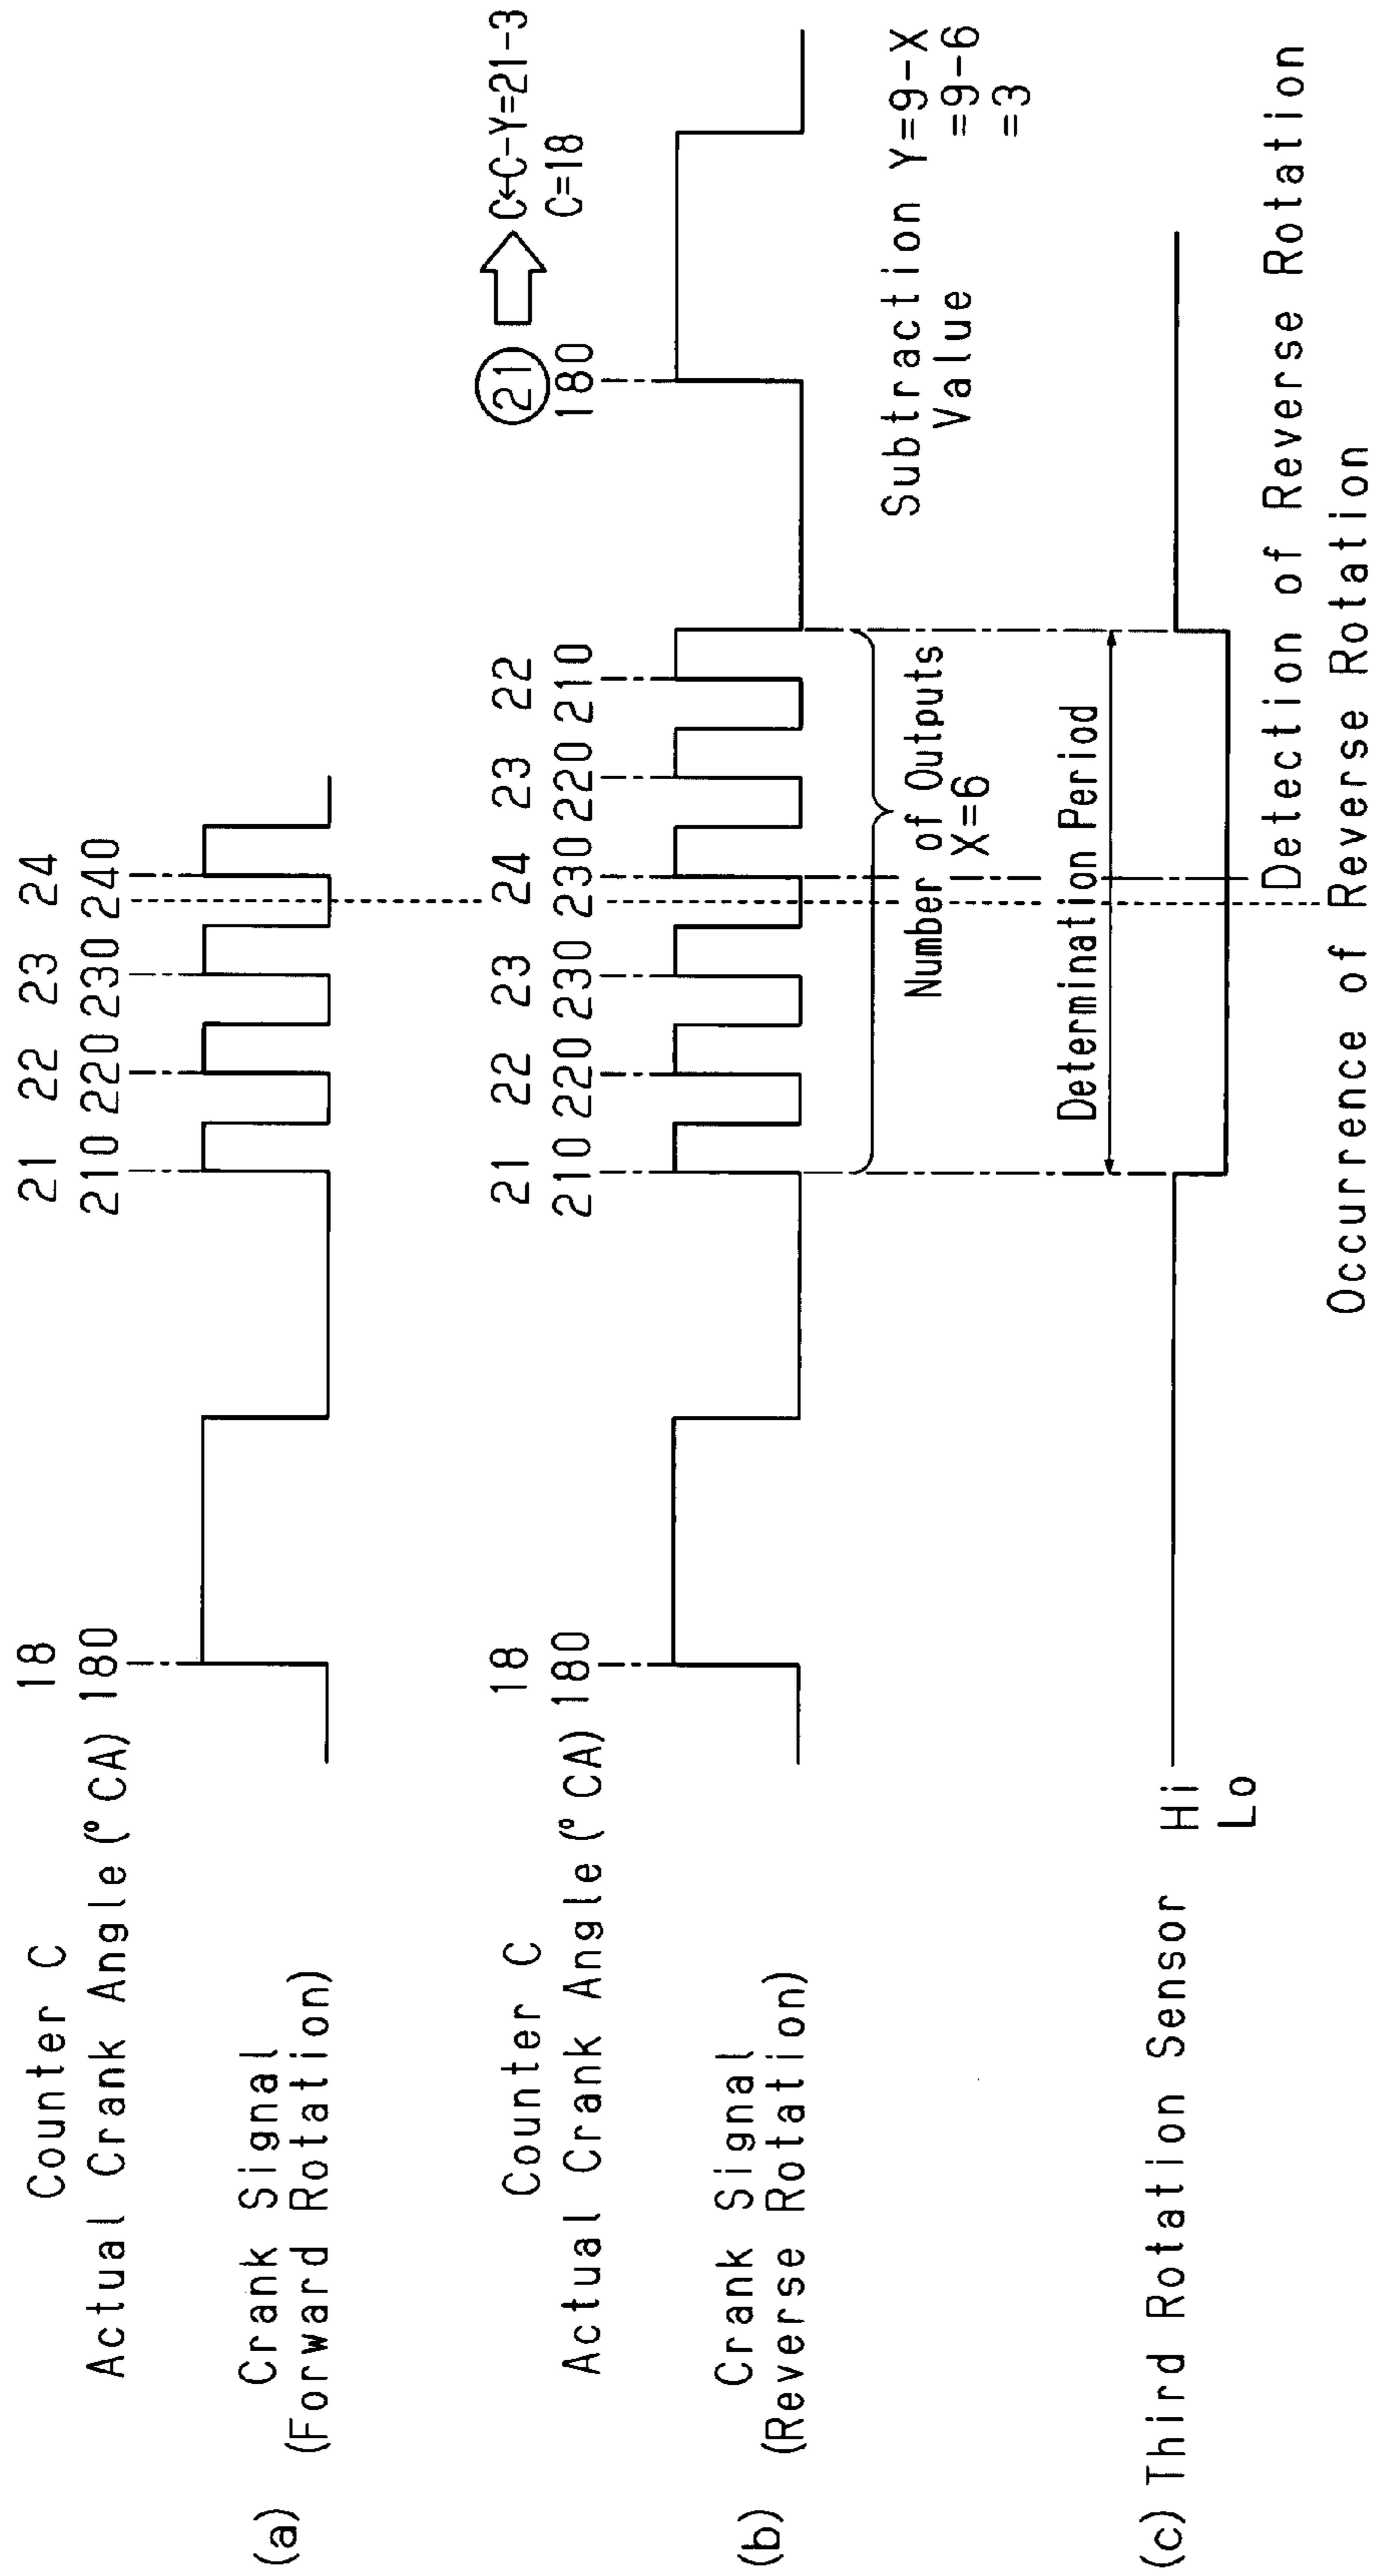 Counter C 18 21 22 23 24
Actual Crank Angle (°CA) 180 210 220 230 240
(a) Crank Signal
(Forward Rotation)
Counter C 18 21 22 23 24 23 22 21 C←C-Y=21-3
C=18
Actual Crank Angle (°CA) 180 210 220 230 230 220 210 180
(b) Crank Signal
(Reverse Rotation)
Number of Outputs
X=6
Subtraction Y=9-X
Value =9-6
=3
Determination Period
(c) Third Rotation Sensor Hi
Lo
Detection of Reverse Rotation
Occurrence of Reverse Rotation